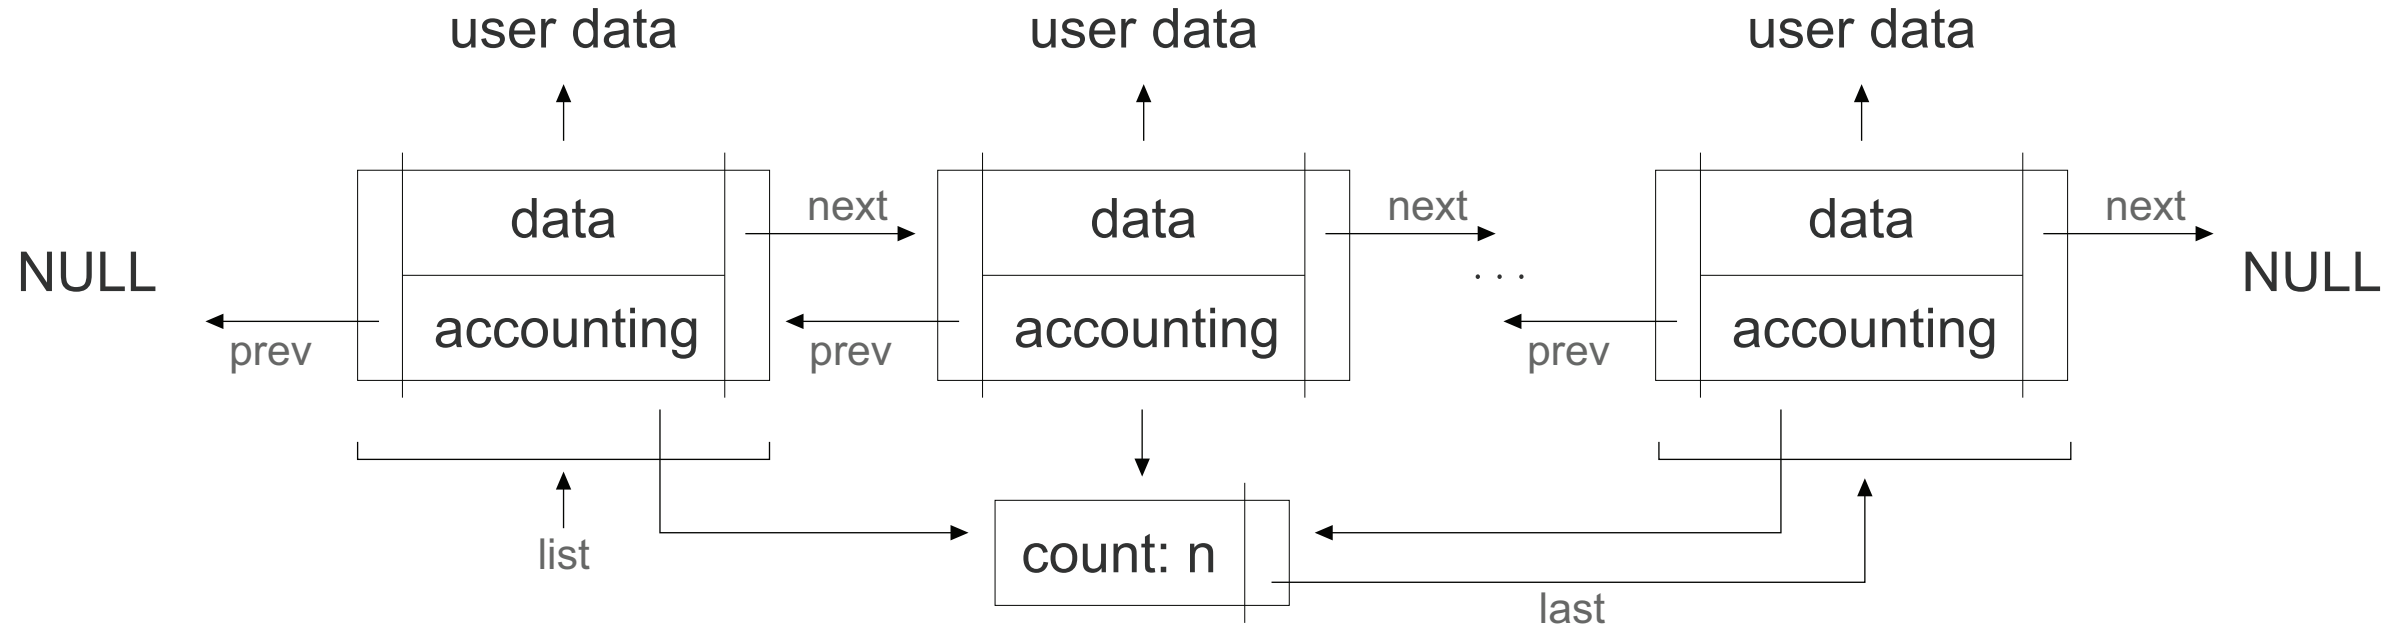 user data user data user data
data next data next data next
NULL . . . NULL
accounting accounting accounting
prev prev prev
list count: n
last